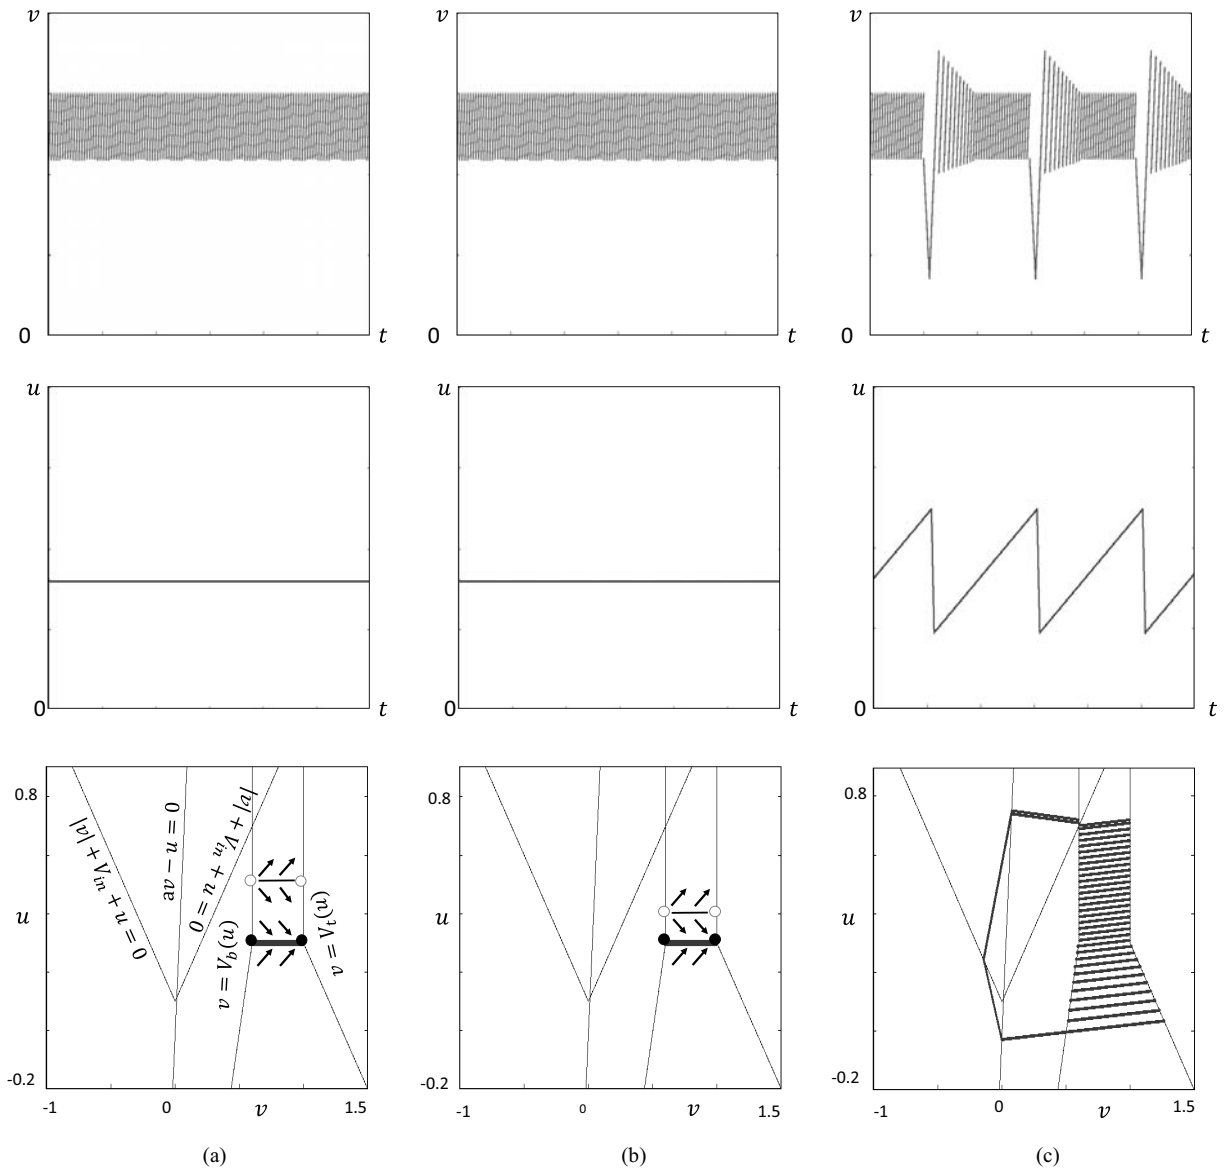 v v v
0 t 0 t 0 t
u u u
0 t 0 t 0 t
0.8 0.8 0.8
|v| + V_in + u = 0
av − u = 0
|v| + V_in + u = 0
v = V_b(u)
v = V_t(u)
u u u
-0.2 -0.2 -0.2
-1 0 v 1.5 -1 0 v 1.5 -1 0 v 1.5
(a) (b) (c)